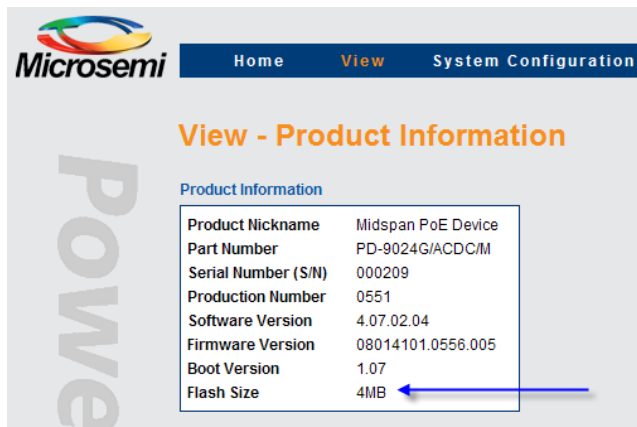 Microsemi
Home View System Configuration
View - Product Information
Product Information
Product Nickname Midspan PoE Device
Part Number PD-9024G/ACDC/M
Serial Number (S/N) 000209
Production Number 0551
Software Version 4.07.02.04
Firmware Version 08014101.0556.005
Boot Version 1.07
Flash Size 4MB
Powe